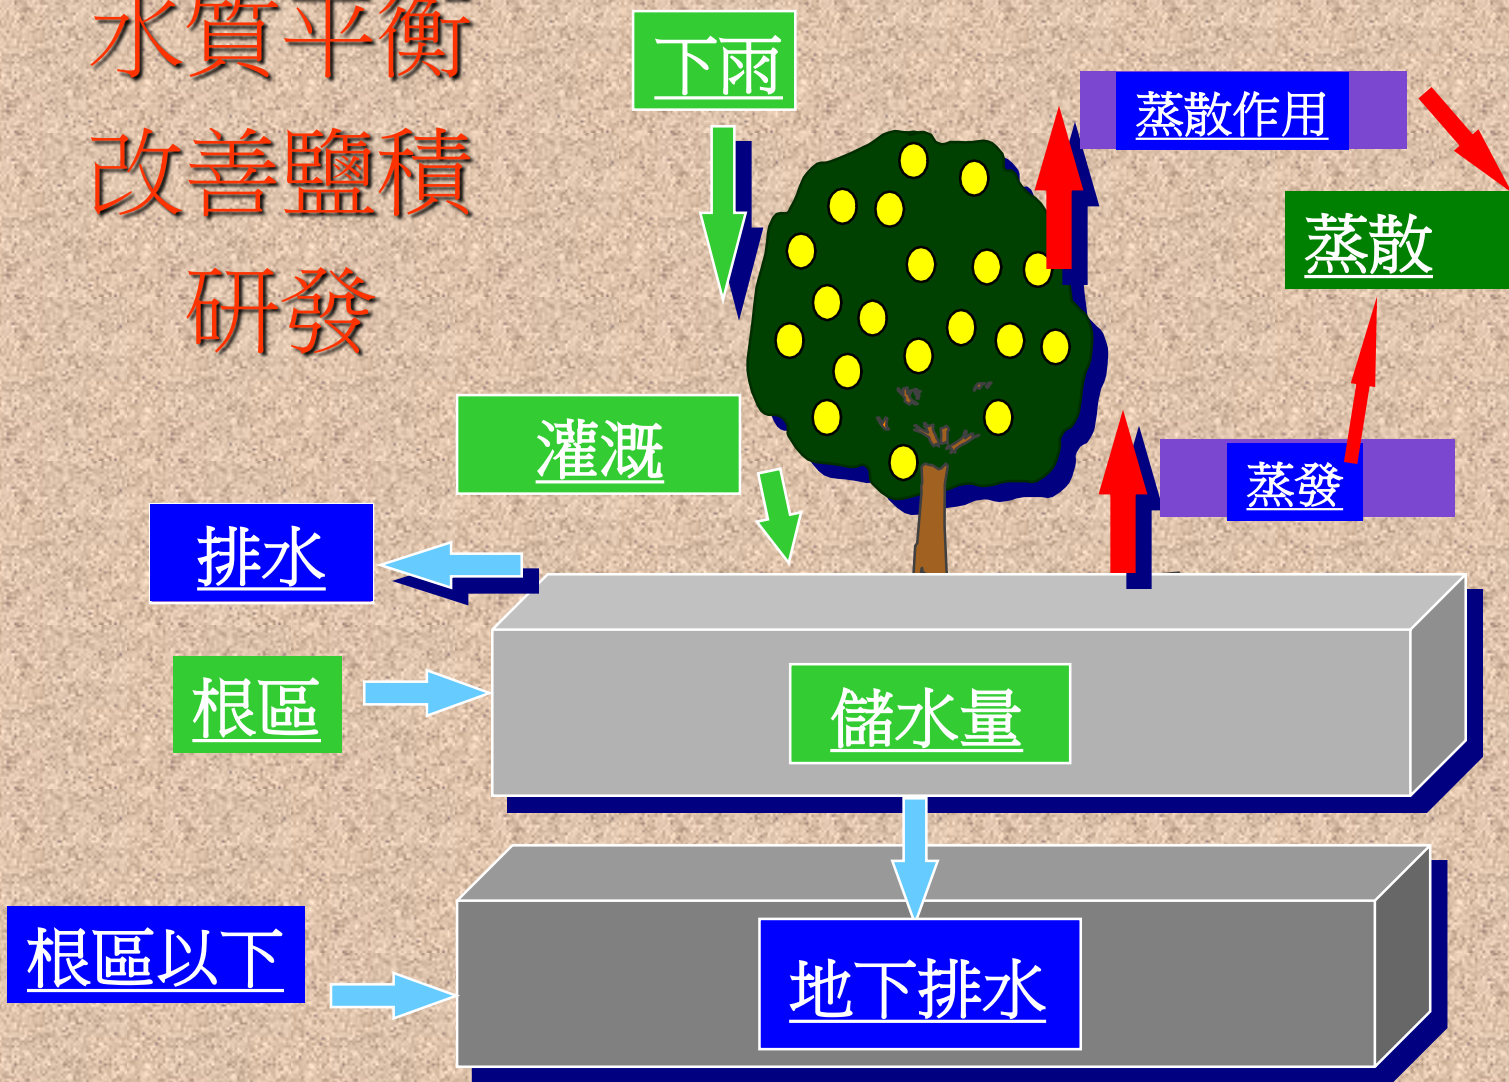 水質平衡
改善鹽積
研發
下雨
蒸散作用
蒸散
灌溉
蒸發
排水
根區
儲水量
根區以下
地下排水